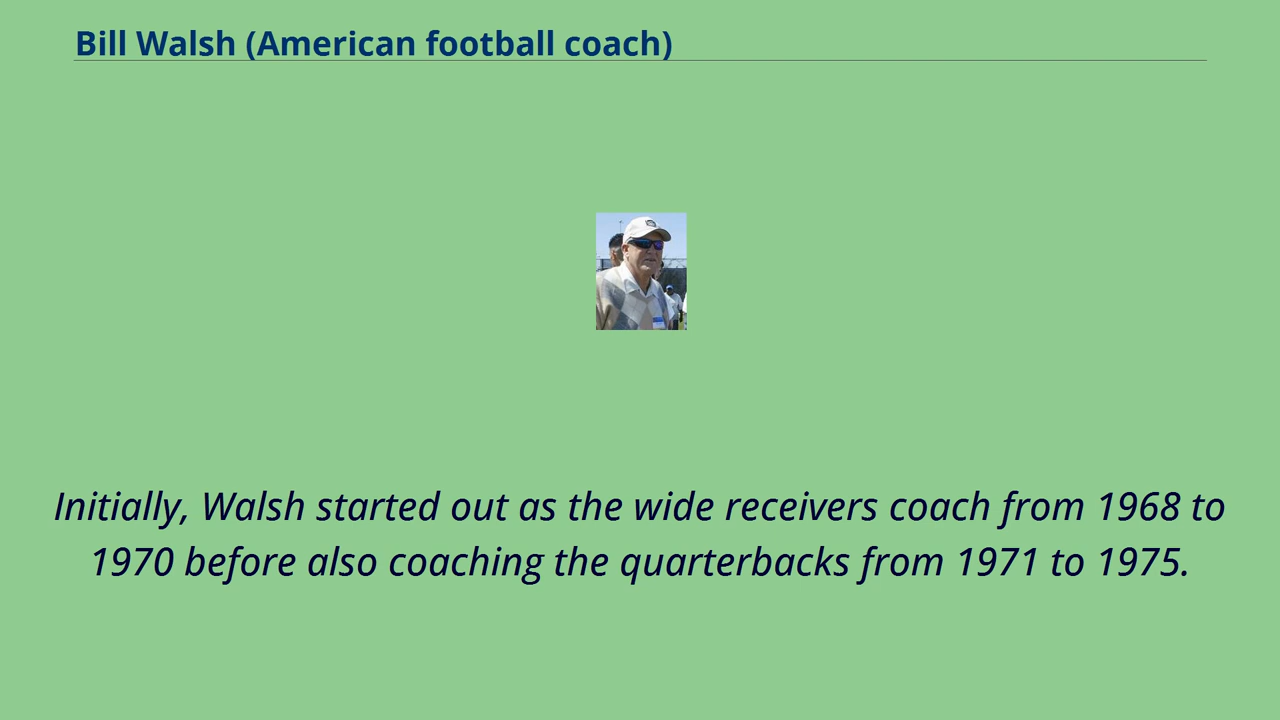 Bill Walsh (American football coach)
Initially, Walsh started out as the wide receivers coach from 1968 to
1970 before also coaching the quarterbacks from 1971 to 1975.